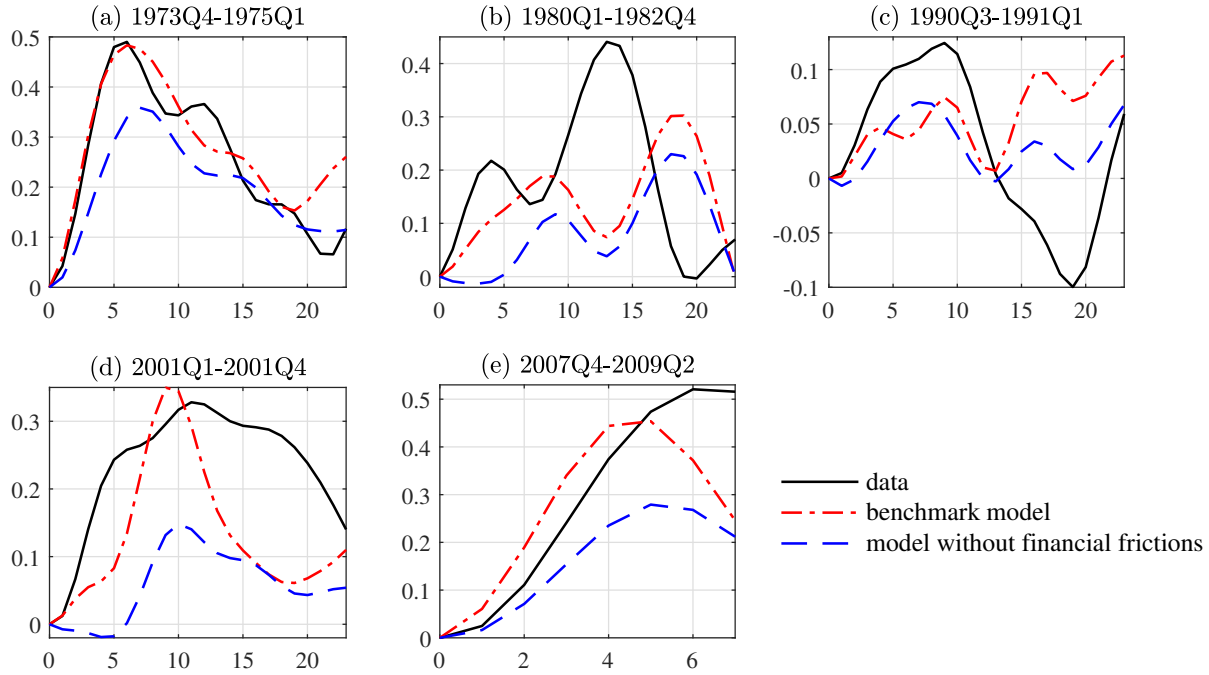 (a) 1973Q4-1975Q1
(b) 1980Q1-1982Q4
(c) 1990Q3-1991Q1
0.5
0.4
0.3
0.2
0.1
0
0 5 10 15 20
0.4
0.3
0.2
0.1
0
0 5 10 15 20
0.1
0.05
0
-0.05
-0.1
0 5 10 15 20
(d) 2001Q1-2001Q4
(e) 2007Q4-2009Q2
0.3
0.2
0.1
0
0 5 10 15 20
0.5
0.4
0.3
0.2
0.1
0
0 2 4 6
data
benchmark model
model without financial frictions